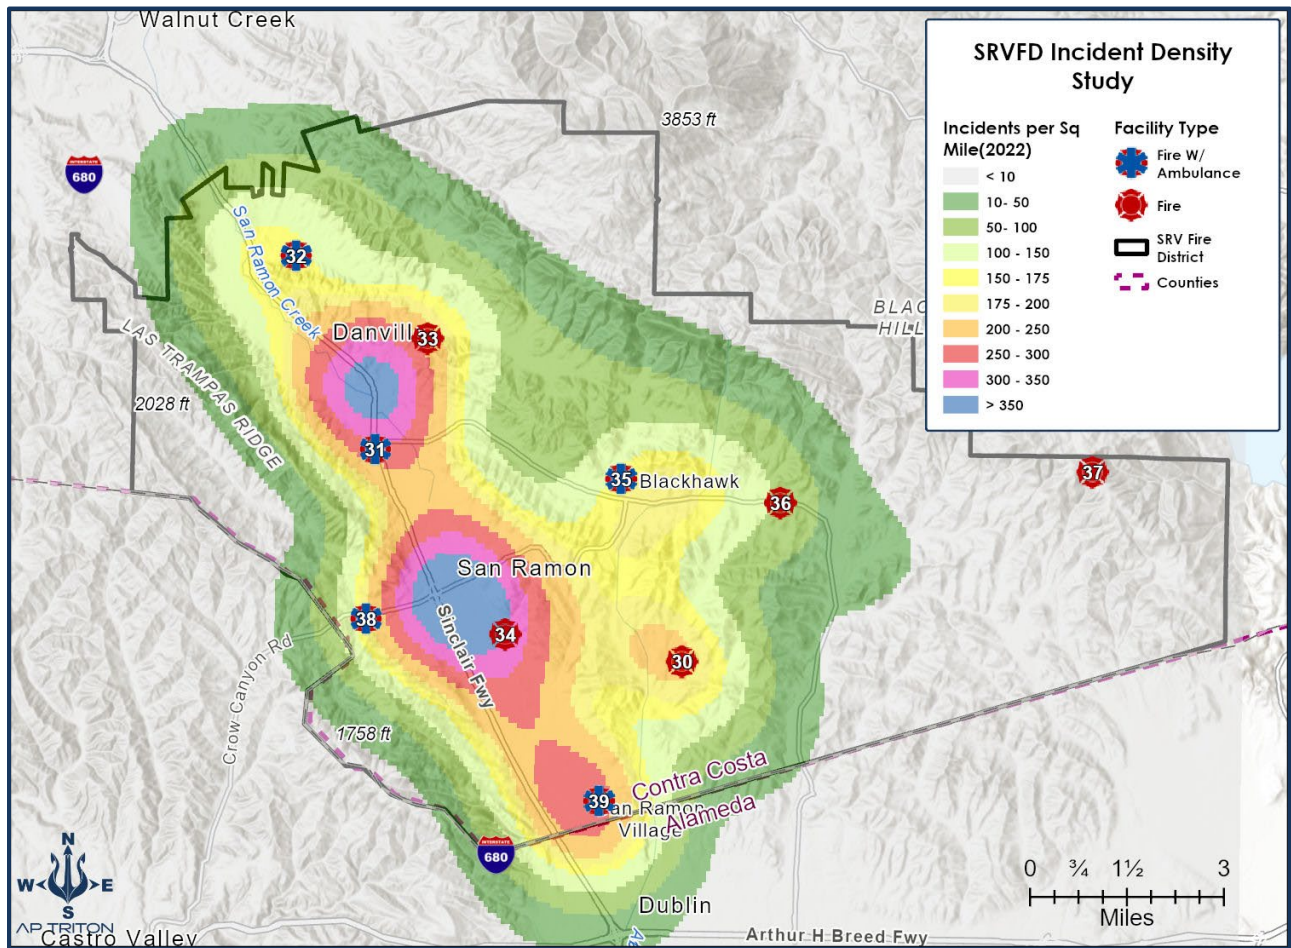 Walnut Creek
SRVFD Incident Density
Study
Incidents per Sq
Mile(2022)
< 10
10- 50
50- 100
100 - 150
150 - 175
175 - 200
200 - 250
250 - 300
300 - 350
> 350
Facility Type
Fire W/
Ambulance
Fire
SRV Fire
District
Counties
3853 ft
INTERSTATE
680
San Ramon Creek
32
Danvill
33
BLAC
HILL
LAS TRAMPAS RIDGE
2028 ft
31
35
Blackhawk
36
37
San Ramon
38
34
Sinclair Fwy
30
Crow Canyon Rd
1758 ft
Contra Costa
Alameda
39
an Ramon
Village
INTERSTATE
680
N
W
E
S
AP TRITON
Dublin
0 ¾ 1½ 3
Miles
Castro Valley
Arthur H Breed Fwy